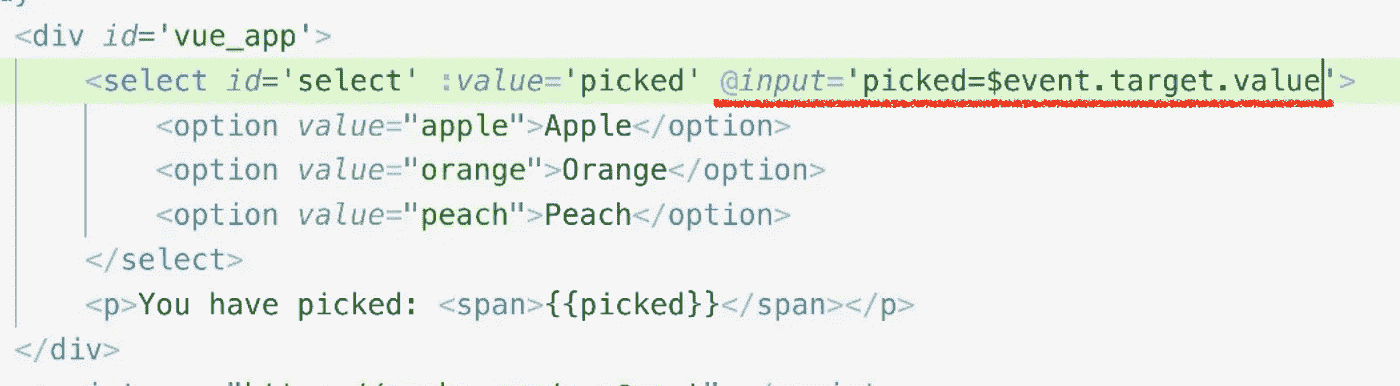 <div id='vue_app'>
<select id='select' :value='picked' @input='picked=$event.target.value'>
<option value="apple">Apple</option>
<option value="orange">Orange</option>
<option value="peach">Peach</option>
</select>
<p>You have picked: <span>{{picked}}</span></p>
</div>